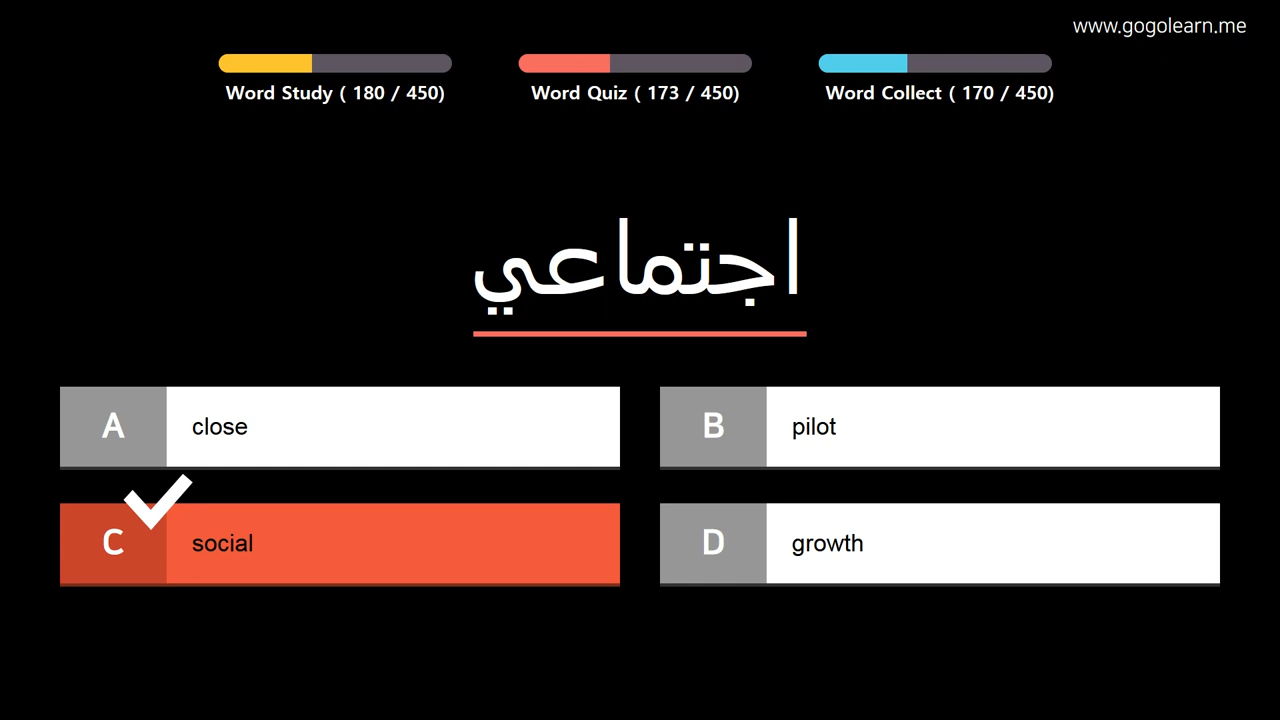 www.gogolearn.me
Word Study ( 180 / 450)
Word Quiz ( 173 / 450)
Word Collect ( 170 / 450)
اجتماعي
A close
B pilot
C social
D growth